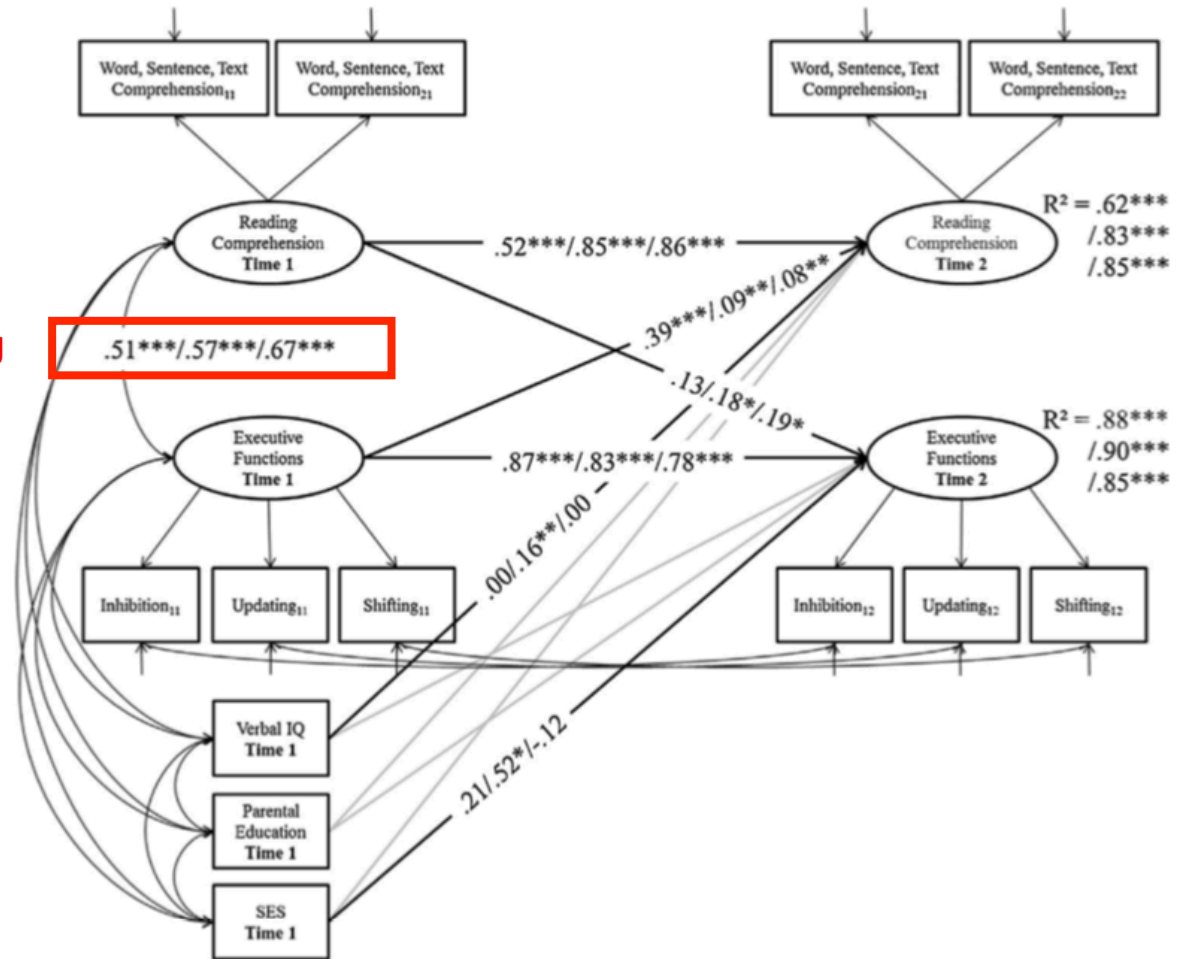 Word, Sentence, Text
Comprehension₁₁
Word, Sentence, Text
Comprehension₂₁
Word, Sentence, Text
Comprehension₂₁
Word, Sentence, Text
Comprehension₂₂
Reading
Comprehension
Time 1
.52***/.85***/.86***
Reading
Comprehension
Time 2
R² = .62***
/.83***
/.85***
.39***/.09**/.08**
.51***/.57***/.67***
.13/.18*/.19*
Executive
Functions
Time 1
.87***/.83***/.78***
Executive
Functions
Time 2
R² = .88***
/.90***
/.85***
.00/.16**/.00
Inhibition₁₁
Updating₁₁
Shifting₁₁
Inhibition₁₂
Updating₁₂
Shifting₁₂
Verbal IQ
Time 1
.21/.52*/-.12
Parental
Education
Time 1
SES
Time 1